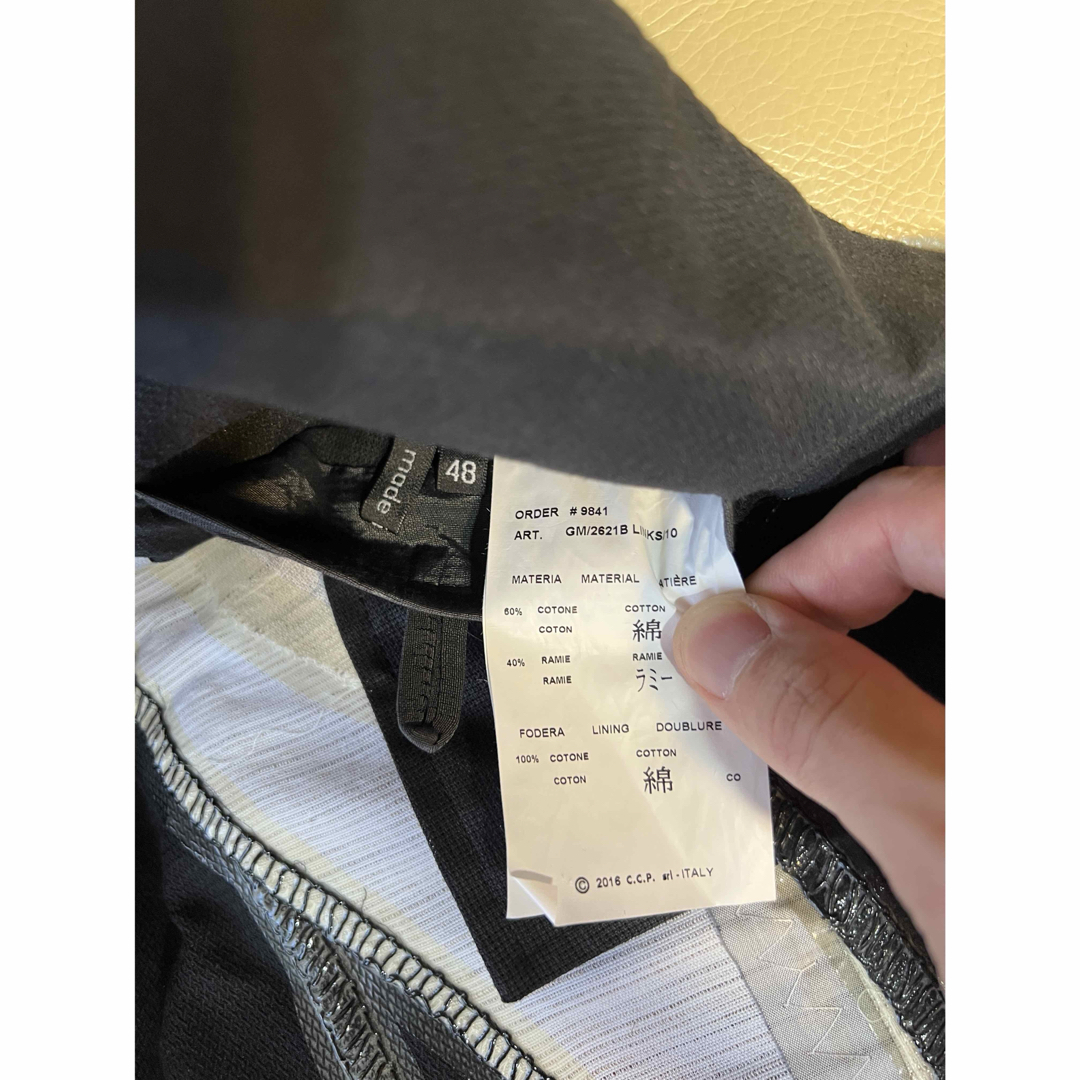 made
48
ORDER # 9841
ART. GM/2621B LINKS/10
MATERIA MATERIAL ATIÈRE
60% COTONE COTTON
COTON 綿
40% RAMIE RAMIE
RAMIE ラミー
FODERA LINING DOUBLURE
100% COTONE COTTON
COTON 綿 CO
© 2016 C.C.P. srl - ITALY